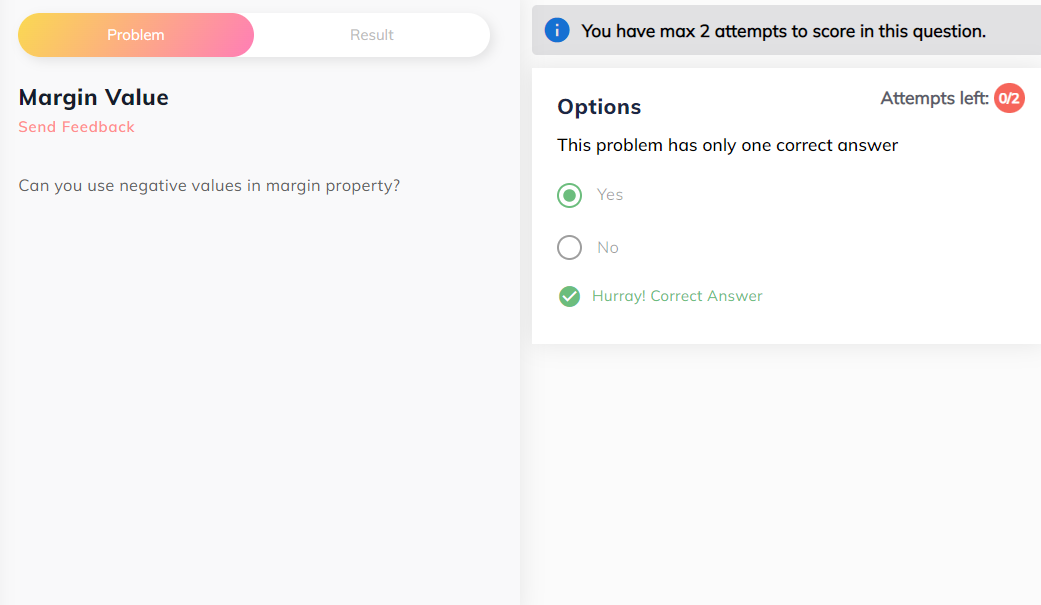 Problem
Result
Margin Value
Send Feedback
Can you use negative values in margin property?
You have max 2 attempts to score in this question.
Options
Attempts left: 0/2
This problem has only one correct answer
Yes
No
Hurray! Correct Answer